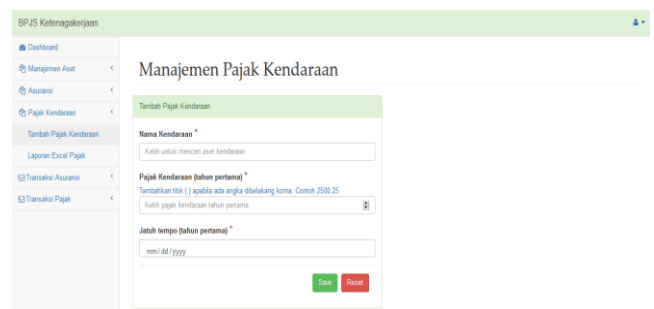 BPJS Ketenagakerjaan
Dashboard
Manajemen Aset
Asuransi
Pajak Kendaraan
Tambah Pajak Kendaraan
Laporan Excel Pajak
Transaksi Asuransi
Transaksi Pajak
Manajemen Pajak Kendaraan
Tambah Pajak Kendaraan
Nama Kendaraan *
Ketik untuk mencari aset kendaraan
Pajak Kendaraan (tahun pertama) *
Tambahkan titik (.) apabila ada angka dibelakang koma. Contoh 2500.25
Ketik pajak kendaraan tahun pertama
Jatuh tempo (tahun pertama) *
mm/dd/yyyy
Save Reset